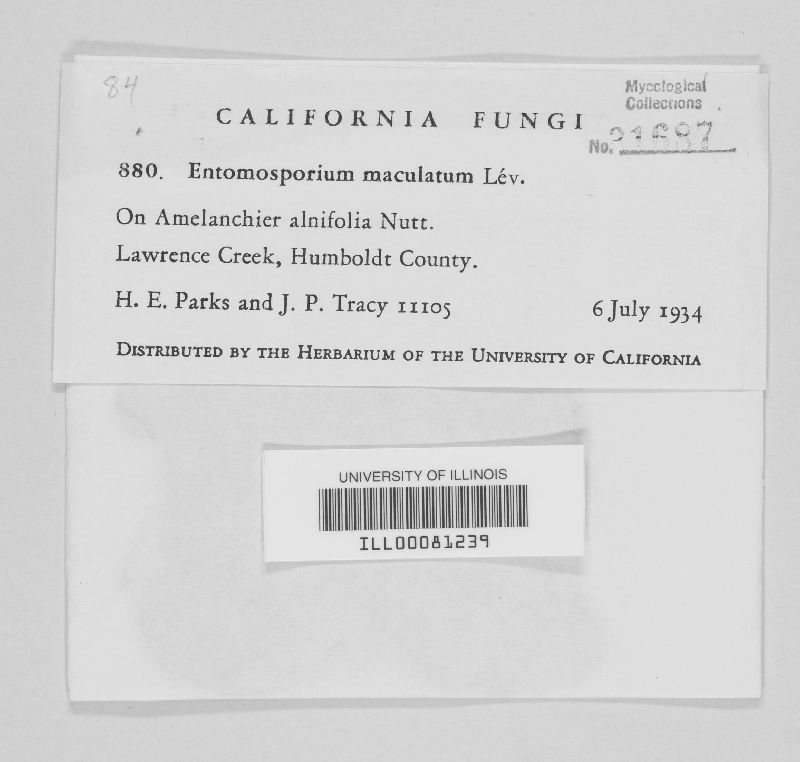 84
Mycological
Collections
CALIFORNIA FUNGI
No. 31687
880. Entomosporium maculatum Lév.
On Amelanchier alnifolia Nutt.
Lawrence Creek, Humboldt County.
H. E. Parks and J. P. Tracy 11105 6 July 1934
DISTRIBUTED BY THE HERBARIUM OF THE UNIVERSITY OF CALIFORNIA
UNIVERSITY OF ILLINOIS
ILL00081239